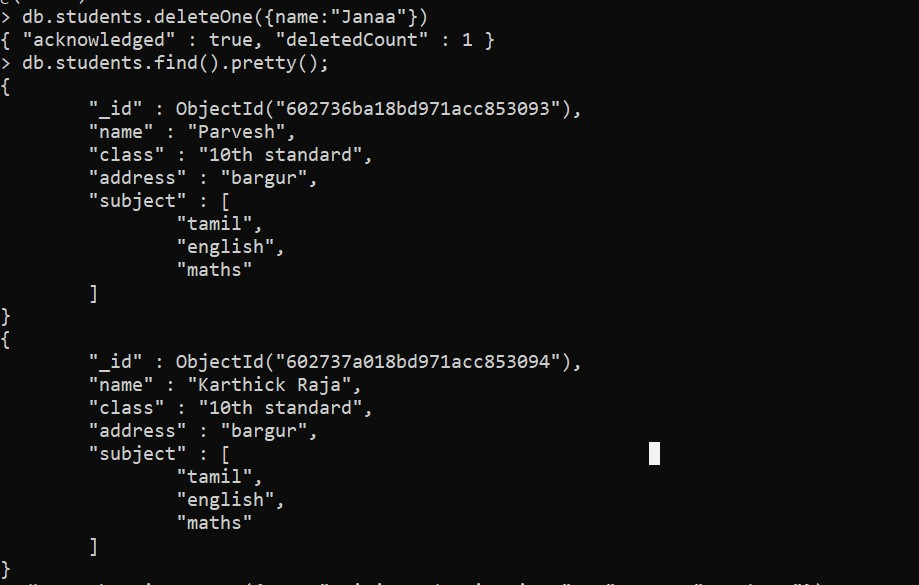 > db.students.deleteOne({name:"Janaa"})
{ "acknowledged" : true, "deletedCount" : 1 }
> db.students.find().pretty();
{
        "_id" : ObjectId("602736ba18bd971acc853093"),
        "name" : "Parvesh",
        "class" : "10th standard",
        "address" : "bargur",
        "subject" : [
                "tamil",
                "english",
                "maths"
        ]
}
{
        "_id" : ObjectId("602737a018bd971acc853094"),
        "name" : "Karthick Raja",
        "class" : "10th standard",
        "address" : "bargur",
        "subject" : [
                "tamil",
                "english",
                "maths"
        ]
}